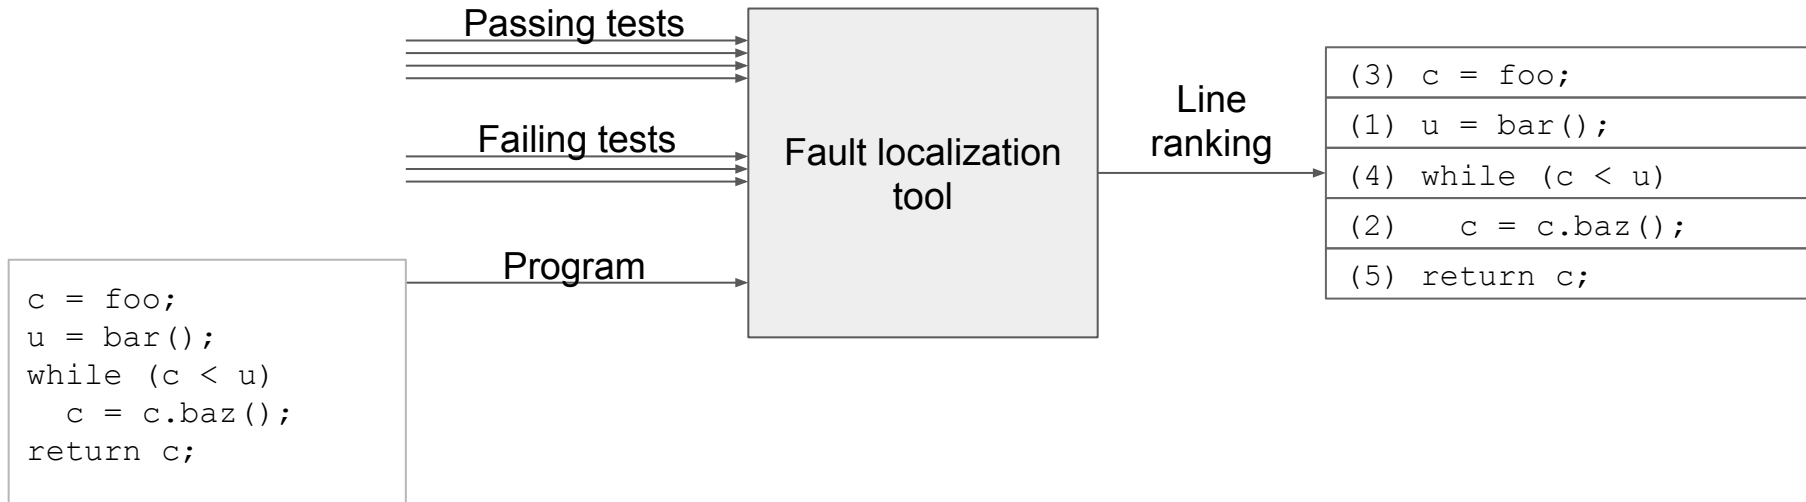 Passing tests
Failing tests
Program
c = foo;
u = bar();
while (c < u)
  c = c.baz();
return c;
Fault localization
tool
Line
ranking
(3) c = foo;
(1) u = bar();
(4) while (c < u)
(2)   c = c.baz();
(5) return c;